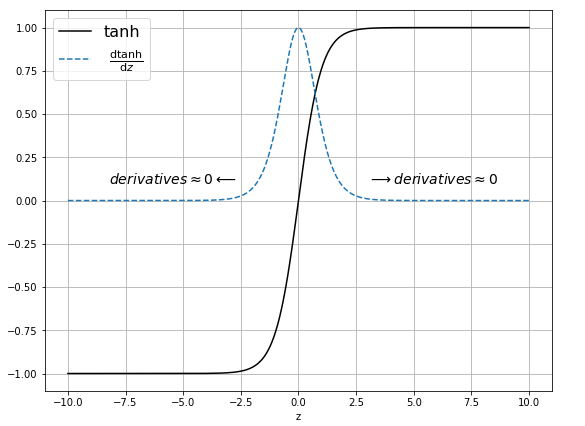 tanh
dtanh
dz
1.00
0.75
0.50
0.25
0.00
−0.25
−0.50
−0.75
−1.00
derivatives ≈ 0 ⟵
⟶ derivatives ≈ 0
−10.0 −7.5 −5.0 −2.5 0.0 2.5 5.0 7.5 10.0
z